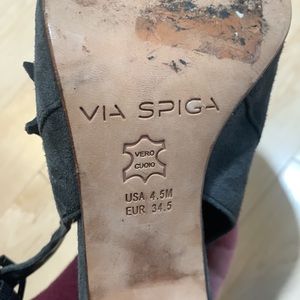 VIA SPIGA
VERO
CUOIO
USA 4.5M
EUR 34.5